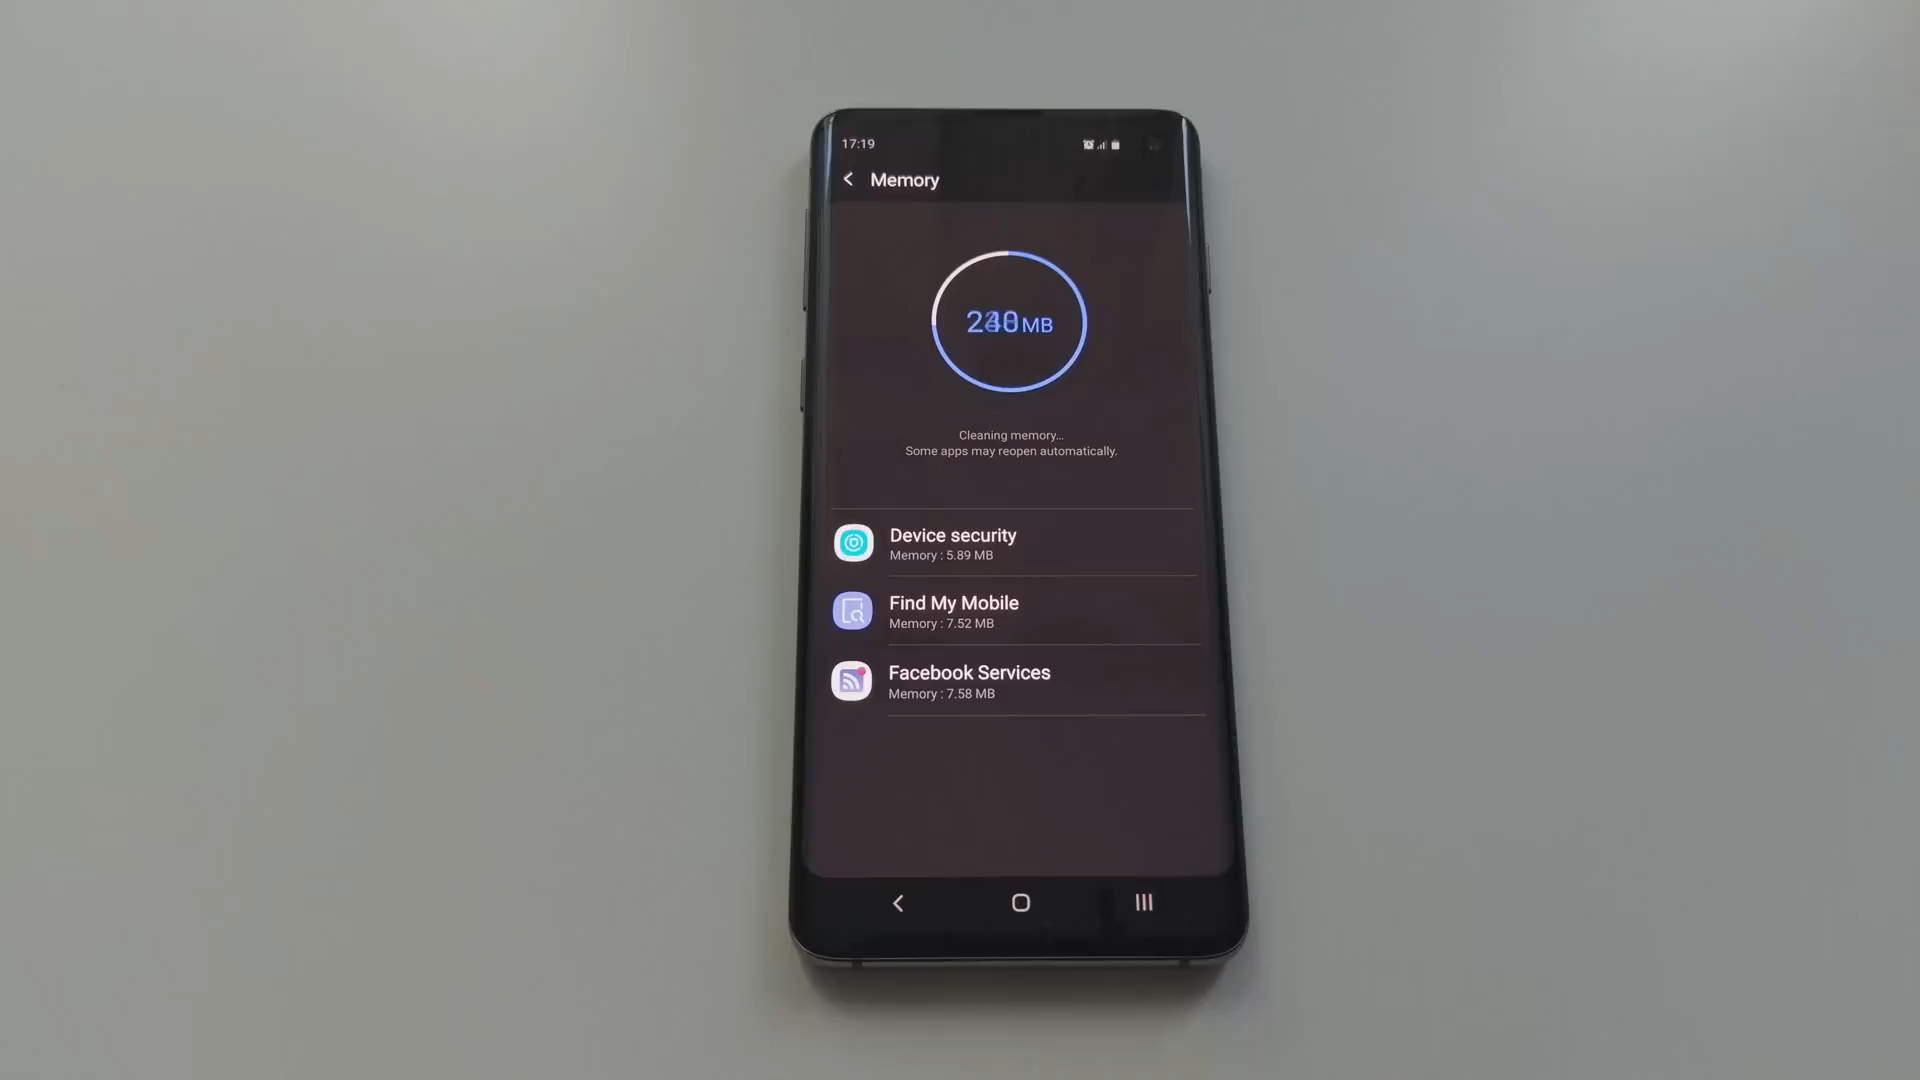 17:19
Memory
MB
Cleaning memory...
Some apps may reopen automatically.
Device security
Memory : 5.89 MB
Find My Mobile
Memory : 7.52 MB
Facebook Services
Memory : 7.58 MB